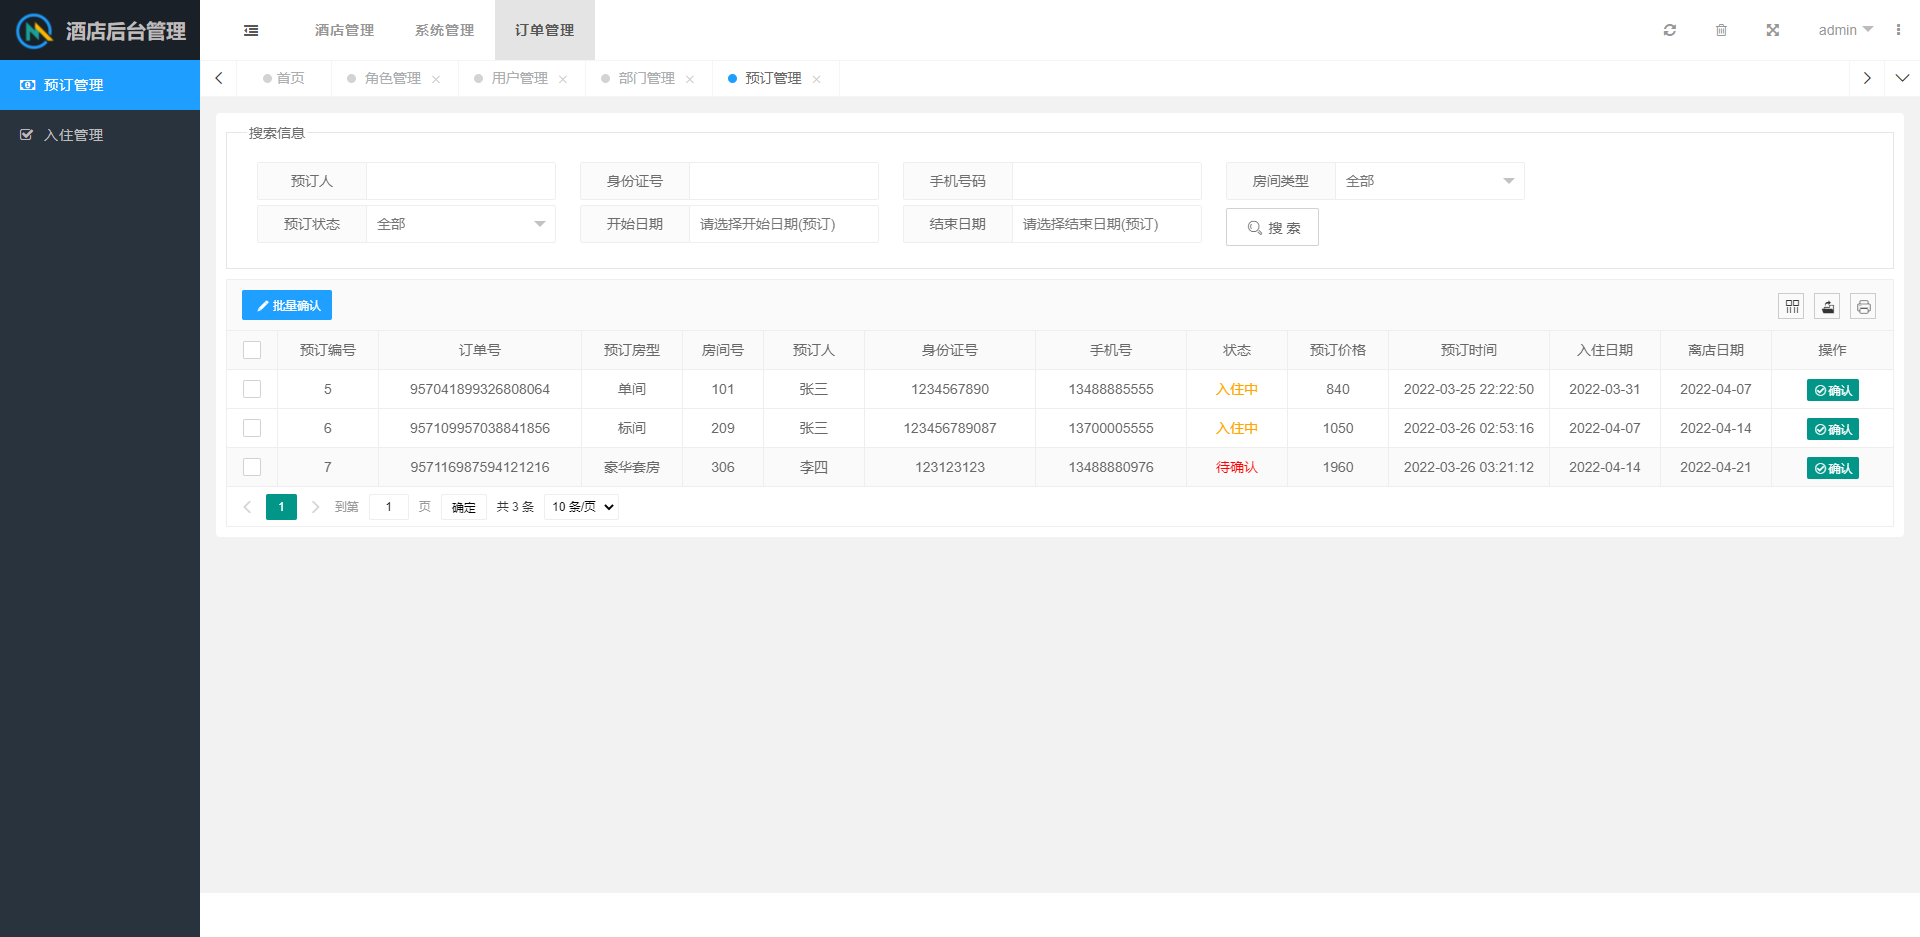 酒店后台管理
酒店管理 系统管理 订单管理 admin
预订管理
入住管理
首页 角色管理 用户管理 部门管理 预订管理
搜索信息
预订人 身份证号 手机号码 房间类型 全部
预订状态 全部 开始日期 请选择开始日期(预订) 结束日期 请选择结束日期(预订) 搜 索
批量确认
预订编号 订单号 预订房型 房间号 预订人 身份证号 手机号 状态 预订价格 预订时间 入住日期 离店日期 操作
5 957041899326808064 单间 101 张三 1234567890 13488885555 入住中 840 2022-03-25 22:22:50 2022-03-31 2022-04-07 确认
6 957109957038841856 标间 209 张三 123456789087 13700005555 入住中 1050 2022-03-26 02:53:16 2022-04-07 2022-04-14 确认
7 957116987594121216 豪华套房 306 李四 123123123 13488880976 待确认 1960 2022-03-26 03:21:12 2022-04-14 2022-04-21 确认
1 到第 1 页 确定 共 3 条 10 条/页